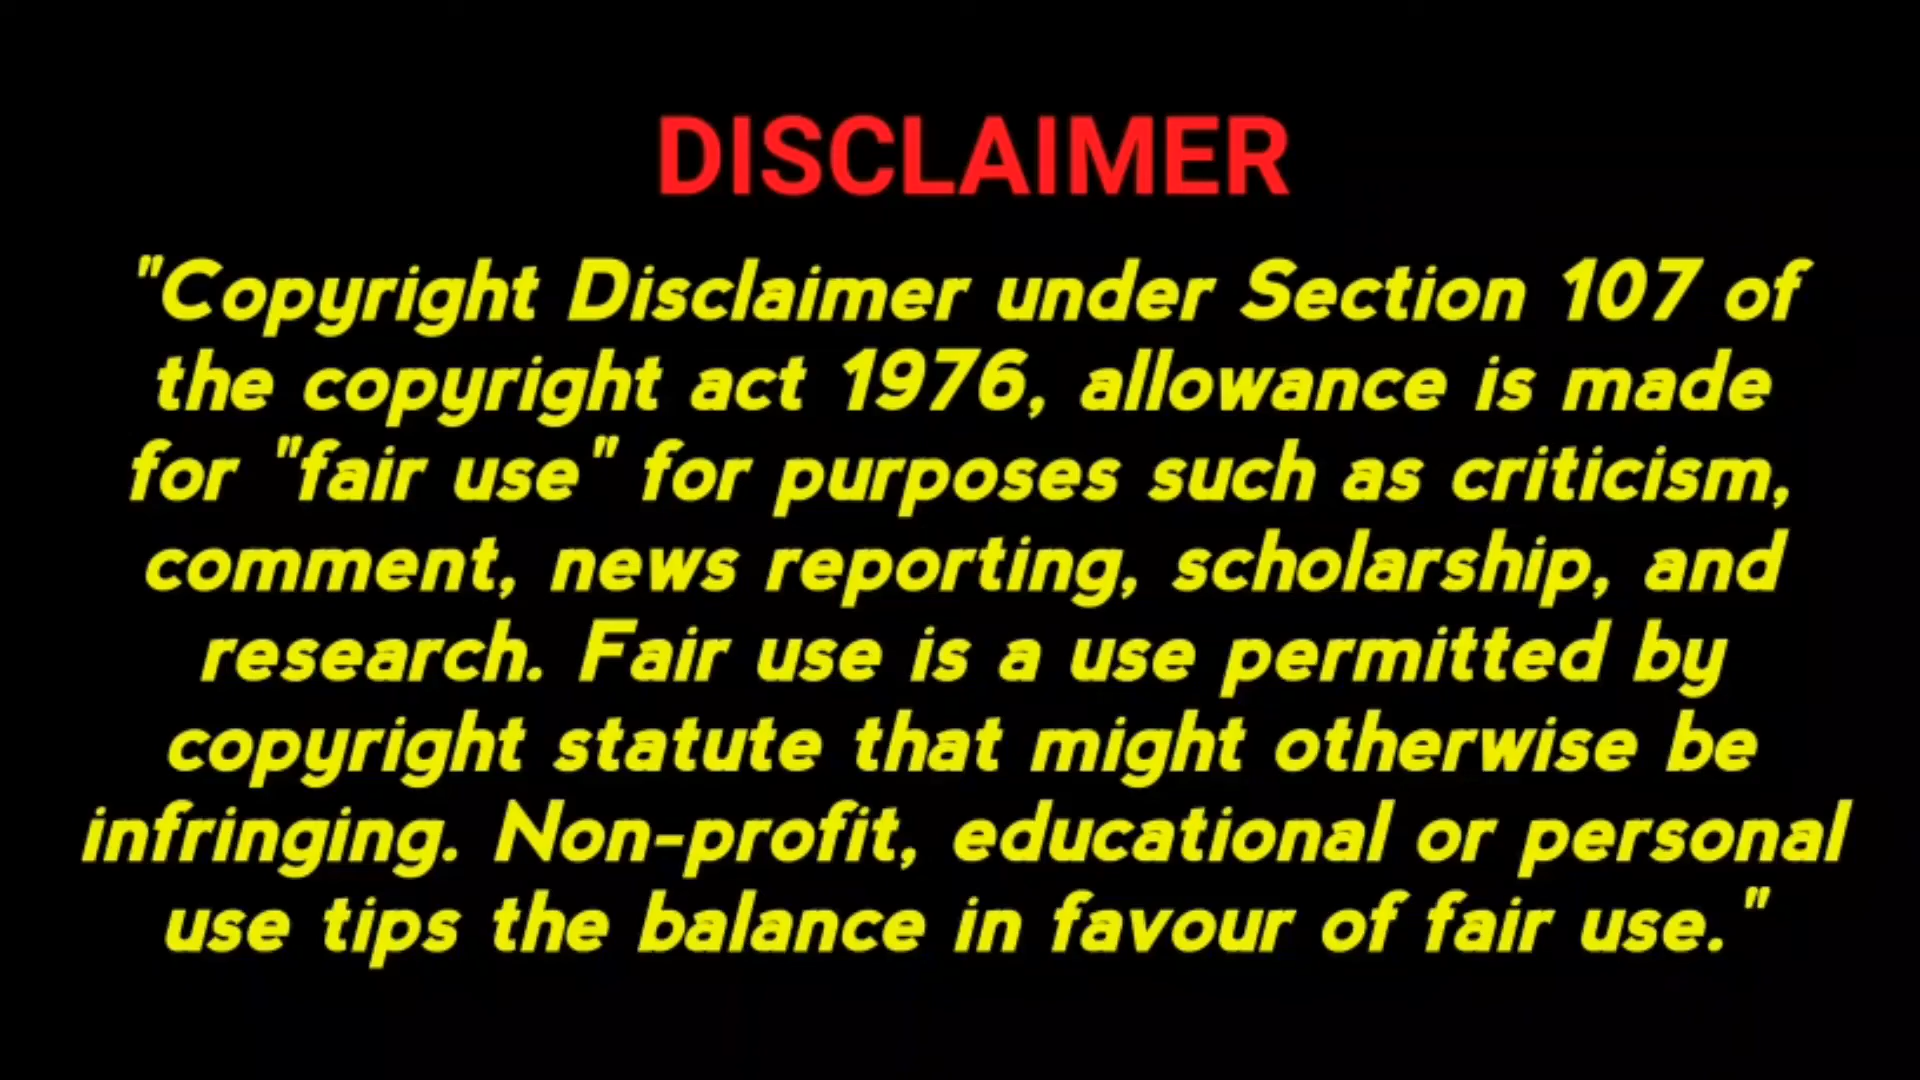 DISCLAIMER
"Copyright Disclaimer under Section 107 of
the copyright act 1976, allowance is made
for "fair use" for purposes such as criticism,
comment, news reporting, scholarship, and
research. Fair use is a use permitted by
copyright statute that might otherwise be
infringing. Non-profit, educational or personal
use tips the balance in favour of fair use."